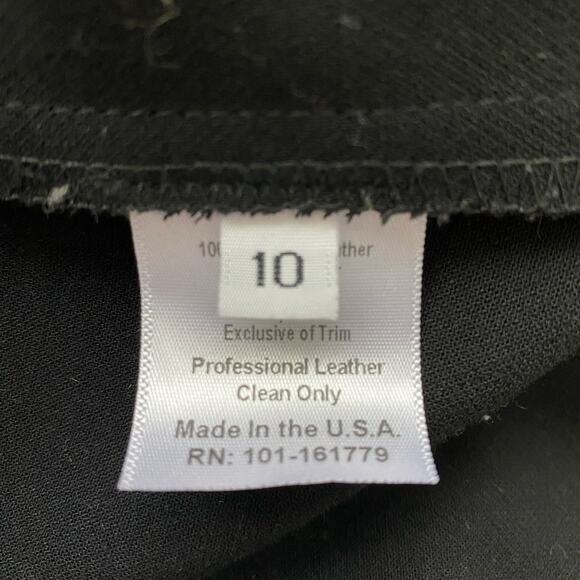 10
Exclusive of Trim
Professional Leather
Clean Only
Made In the U.S.A.
RN: 101-161779